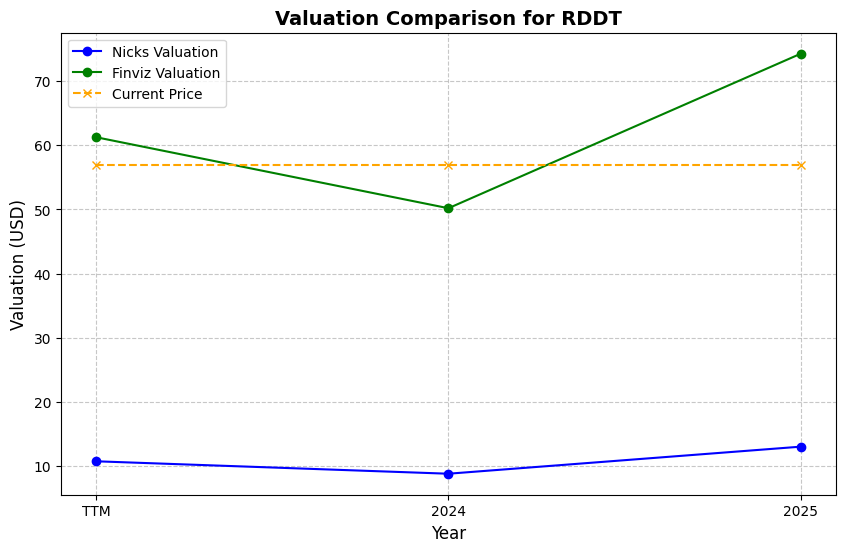 Valuation Comparison for RDDT
Nicks Valuation
Finviz Valuation
Current Price
Valuation (USD)
70
60
50
40
30
20
10
TTM 2024 2025
Year